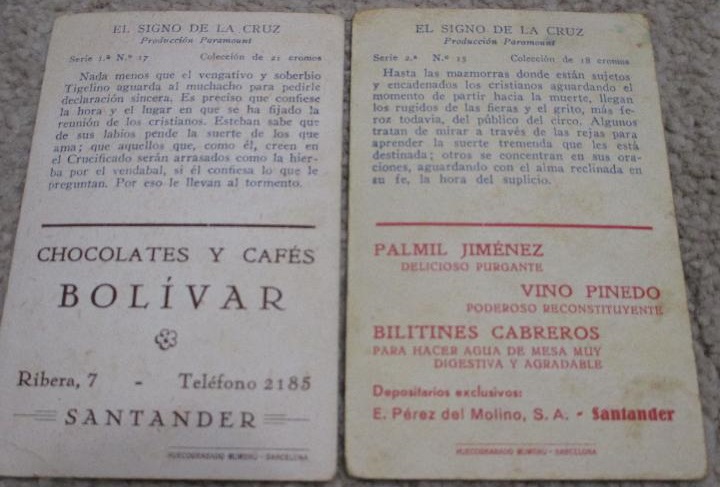 EL SIGNO DE LA CRUZ
Producción Paramount
Serie 1.ª N.º 17 Colección de 21 cromos
Nada menos que el vengativo y soberbio
Tigelino aguarda al muchacho para pedirle
declaración sincera. Es preciso que confiese
la hora y el lugar en que se ha fijado la
reunión de los cristianos. Esteban sabe que
de sus labios pende la suerte de los que
ama; que aquellos que, como él, creen en
el Crucificado serán arrasados como la hier-
ba por el vendabal, si él confiesa lo que le
preguntan. Por eso le llevan al tormento.
CHOCOLATES Y CAFÉS
BOLÍVAR
Ribera, 7 - Teléfono 2185
SANTANDER
HUECOGRABADO MUMBRÚ - BARCELONA
EL SIGNO DE LA CRUZ
Producción Paramount
Serie 2.ª N.º 15 Colección de 18 cromos
Hasta las mazmorras donde están sujetos
y encadenados los cristianos aguardando el
momento de partir hacia la muerte, llegan
los rugidos de las fieras y el grito, más fe-
roz todavía, del público del circo. Algunos
tratan de mirar a través de las rejas para
aprender la suerte tremenda que les está
destinada; otros se concentran en sus ora-
ciones, aguardando con el alma reclinada en
su fe, la hora del suplicio.
PALMIL JIMÉNEZ
DELICIOSO PURGANTE
VINO PINEDO
PODEROSO RECONSTITUYENTE
BILITINES CABREROS
PARA HACER AGUA DE MESA MUY
DIGESTIVA Y AGRADABLE
Depositarios exclusivos:
E. Pérez del Molino, S. A. - Santander
HUECOGRABADO MUMBRÚ - BARCELONA